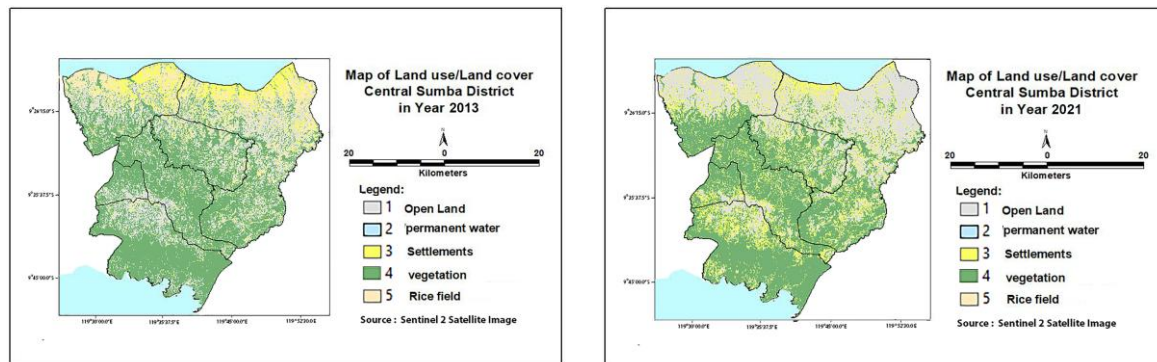 Map of Land use/Land cover
Central Sumba District
in Year 2013
N
20 0 20
Kilometers
Legend:
1 Open Land
2 permanent water
3 Settlements
4 vegetation
5 Rice field
Source : Sentinel 2 Satellite Image
Map of Land use/Land cover
Central Sumba District
in Year 2021
N
20 0 20
Kilometers
Legend:
1 Open Land
2 permanent water
3 Settlements
4 vegetation
5 Rice field
Source : Sentinel 2 Satellite Image